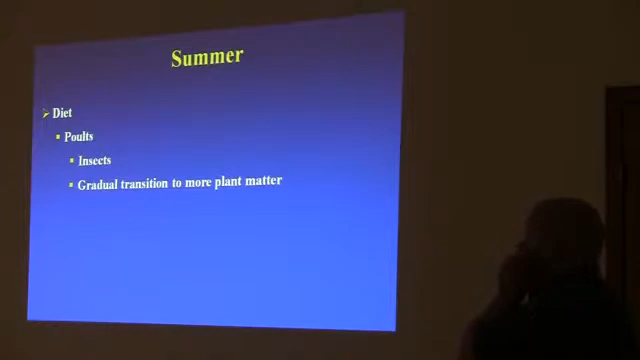 Summer
Diet
Poults
Insects
Gradual transition to more plant matter